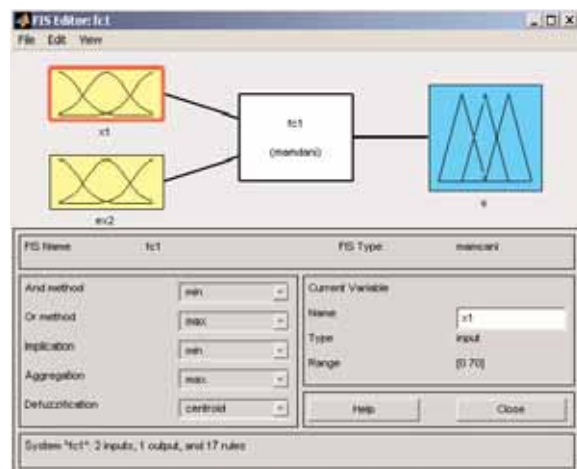 FIS Editor: fc1
File Edit View
x1
fc1
(mamdani)
ex2
FIS Name: fc1 FIS Type: mamdani
And method min
Or method max
Implication min
Aggregation max
Defuzzification centroid
Current Variable
Name x1
Type input
Range [0 70]
Help Close
System "fc1": 2 inputs, 1 output, and 17 rules